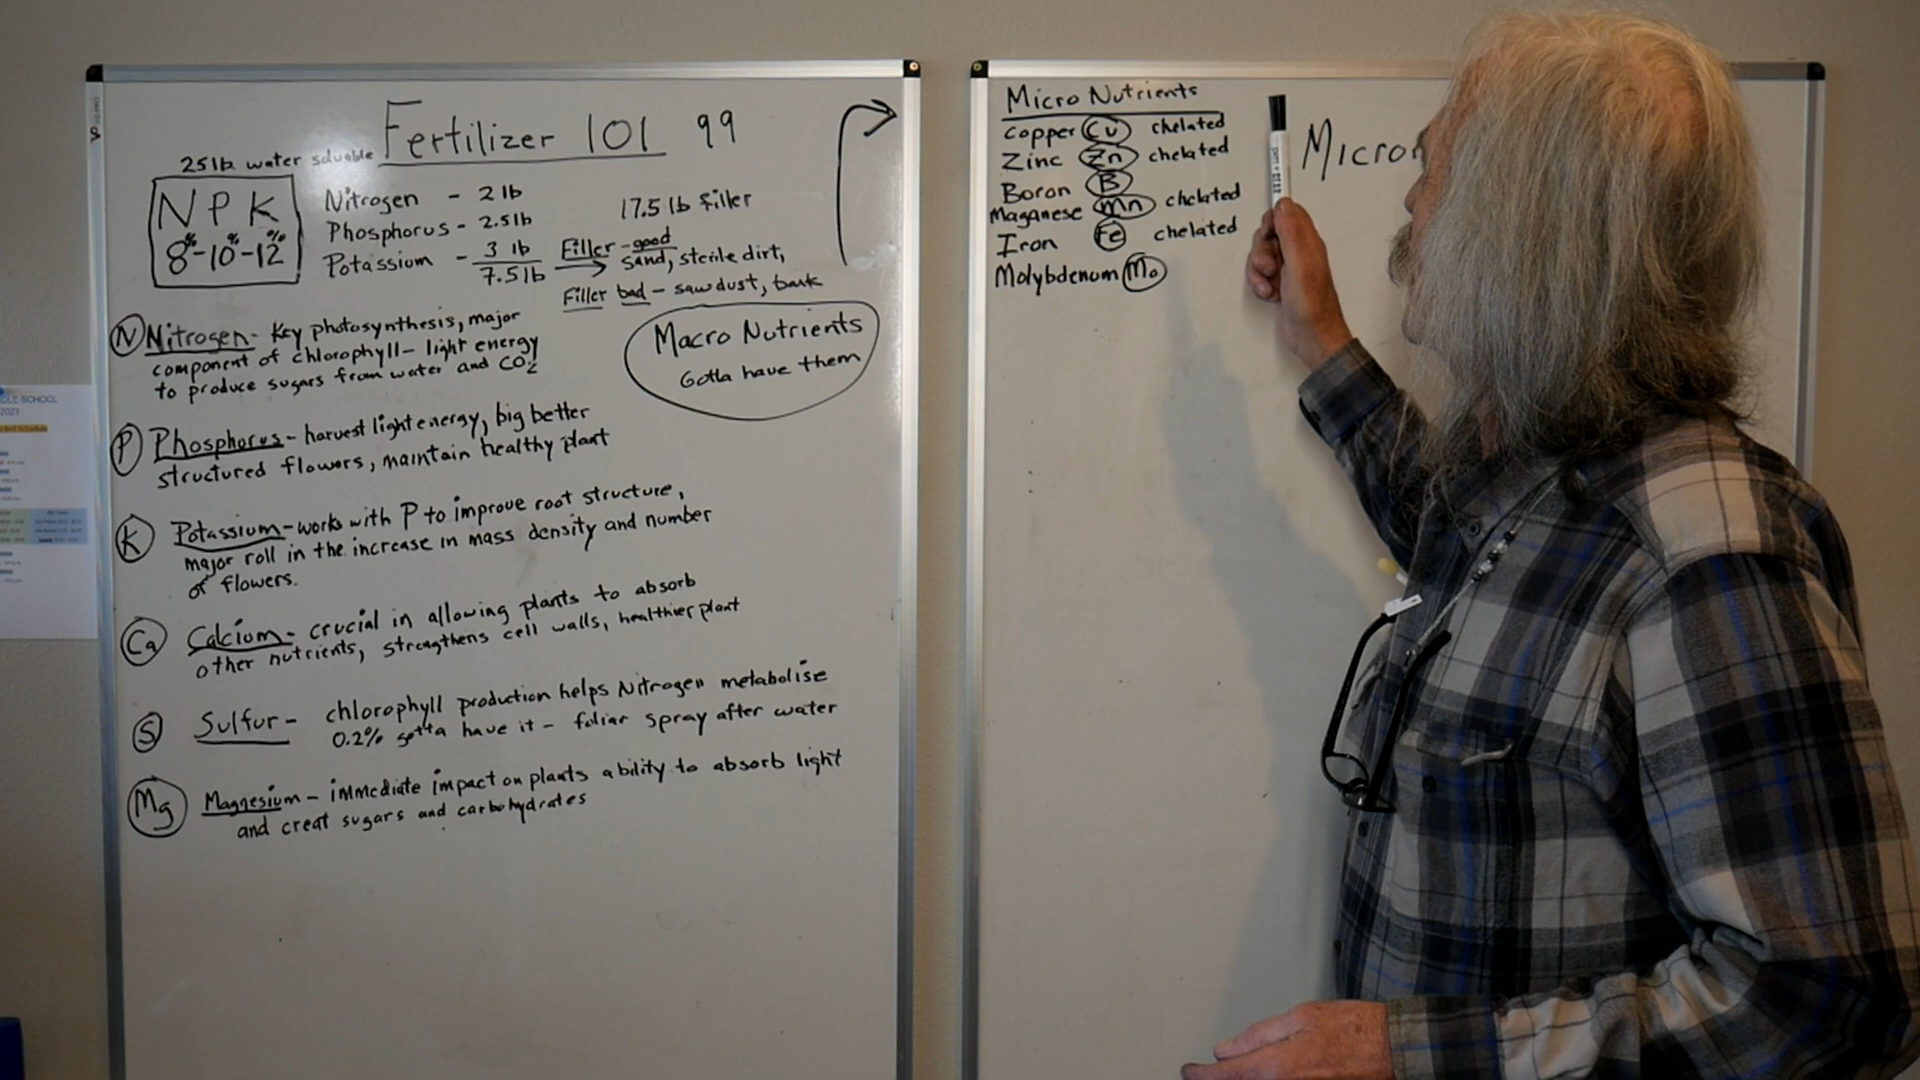 Fertilizer 101 99
25 lb. water soluable
N P K
8%-10%-12%
Nitrogen - 2 lb
Phosphorus - 2.5 lb
Potassium - 3 lb
7.5 lb
17.5 lb Filler
Filler - good
sand, sterile dirt,
Filler bad - sawdust, bark
Macro Nutrients
Gotta have them
N Nitrogen - Key photosynthesis, major
component of chlorophyll - light energy
to produce sugars from water and CO2
P Phosphorus - harvest light energy, big better
structured flowers, maintain healthy plant
K Potassium - works with P to improve root structure,
major roll in the increase in mass density and number
of flowers.
Ca Calcium - crucial in allowing plants to absorb
other nutrients, strengthens cell walls, healthier plant
S Sulfur - chlorophyll production helps Nitrogen metabolise
0.2% gotta have it - foliar spray after water
Mg Magnesium - immediate impact on plants ability to absorb light
and creat sugars and carbohydrates
Micro Nutrients
Copper Cu chelated
Zinc Zn chelated
Boron B
Maganese Mn chelated
Iron Fe chelated
Molybdenum Mo
Micro
OLE SCHOOL
2023